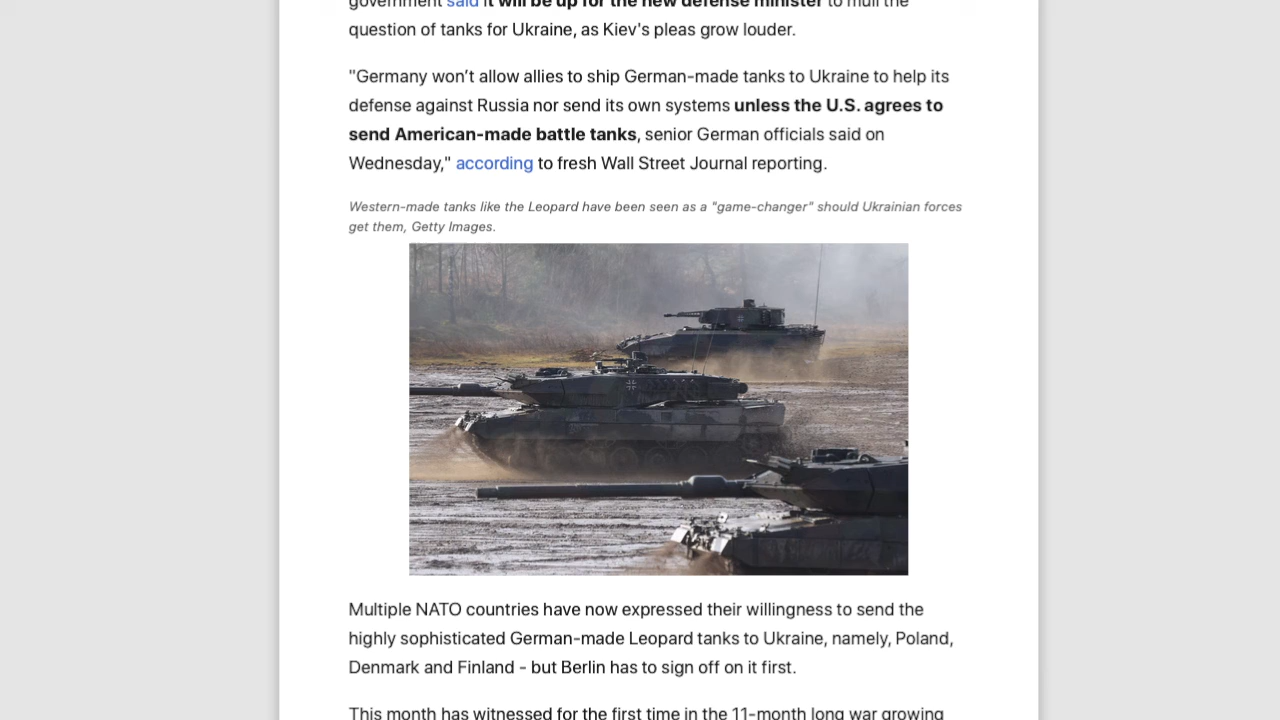 government said it will be up for the new defense minister to mull the
question of tanks for Ukraine, as Kiev's pleas grow louder.
"Germany won’t allow allies to ship German-made tanks to Ukraine to help its
defense against Russia nor send its own systems unless the U.S. agrees to
send American-made battle tanks, senior German officials said on
Wednesday," according to fresh Wall Street Journal reporting.
Western-made tanks like the Leopard have been seen as a "game-changer" should Ukrainian forces
get them, Getty Images.
Multiple NATO countries have now expressed their willingness to send the
highly sophisticated German-made Leopard tanks to Ukraine, namely, Poland,
Denmark and Finland - but Berlin has to sign off on it first.
This month has witnessed for the first time in the 11-month long war growing